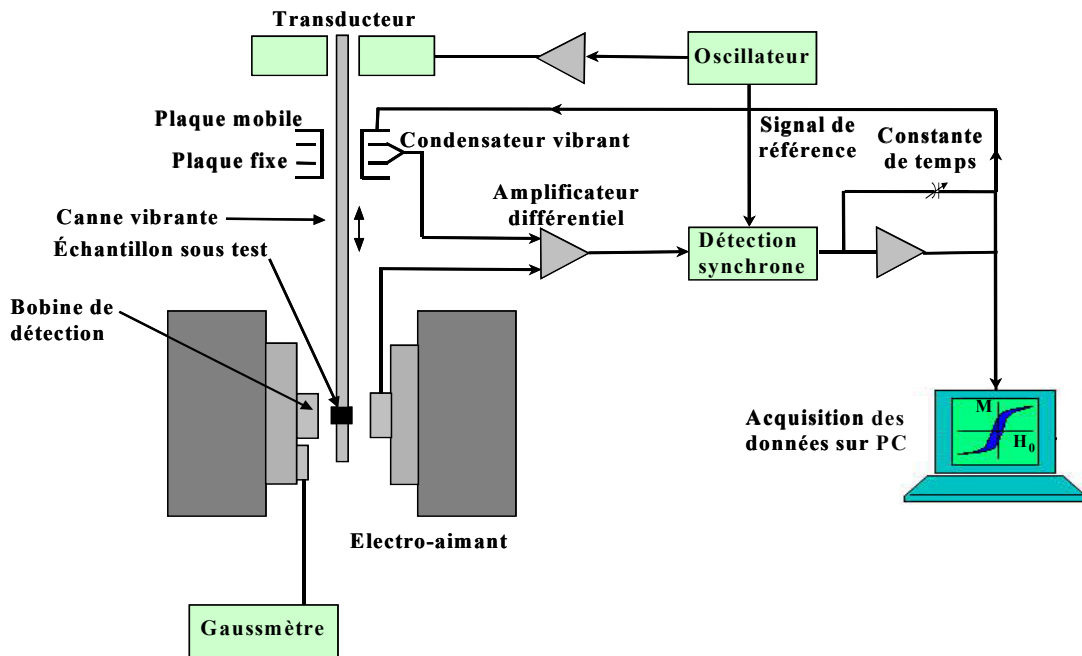 Transducteur
Oscillateur
Plaque mobile
Plaque fixe
Condensateur vibrant
Signal de
référence
Constante
de temps
Canne vibrante
Amplificateur
différentiel
Échantillon sous test
Détection
synchrone
Bobine de
détection
Acquisition des
données sur PC
M
H₀
Electro-aimant
Gaussmètre